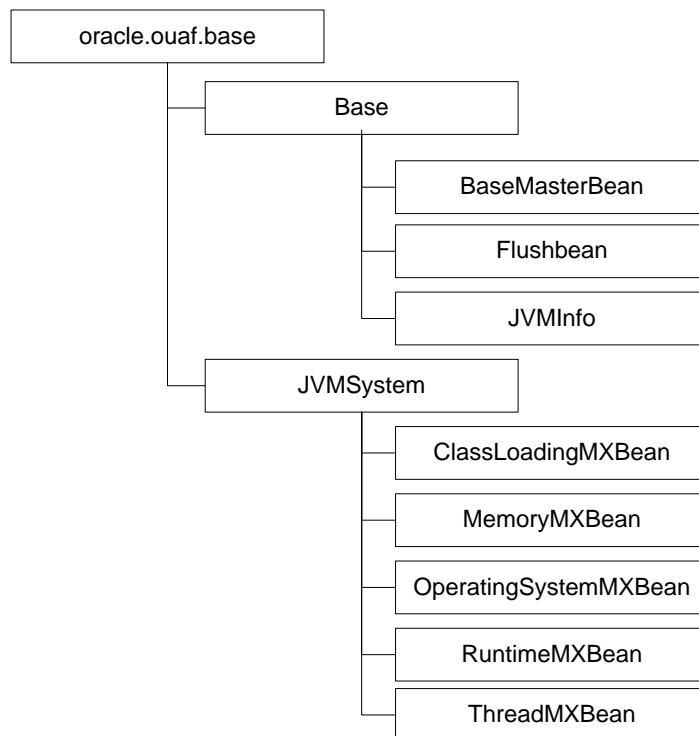 oracle.ouaf.base
Base
BaseMasterBean
Flushbean
JVMInfo
JVMSystem
ClassLoadingMXBean
MemoryMXBean
OperatingSystemMXBean
RuntimeMXBean
ThreadMXBean